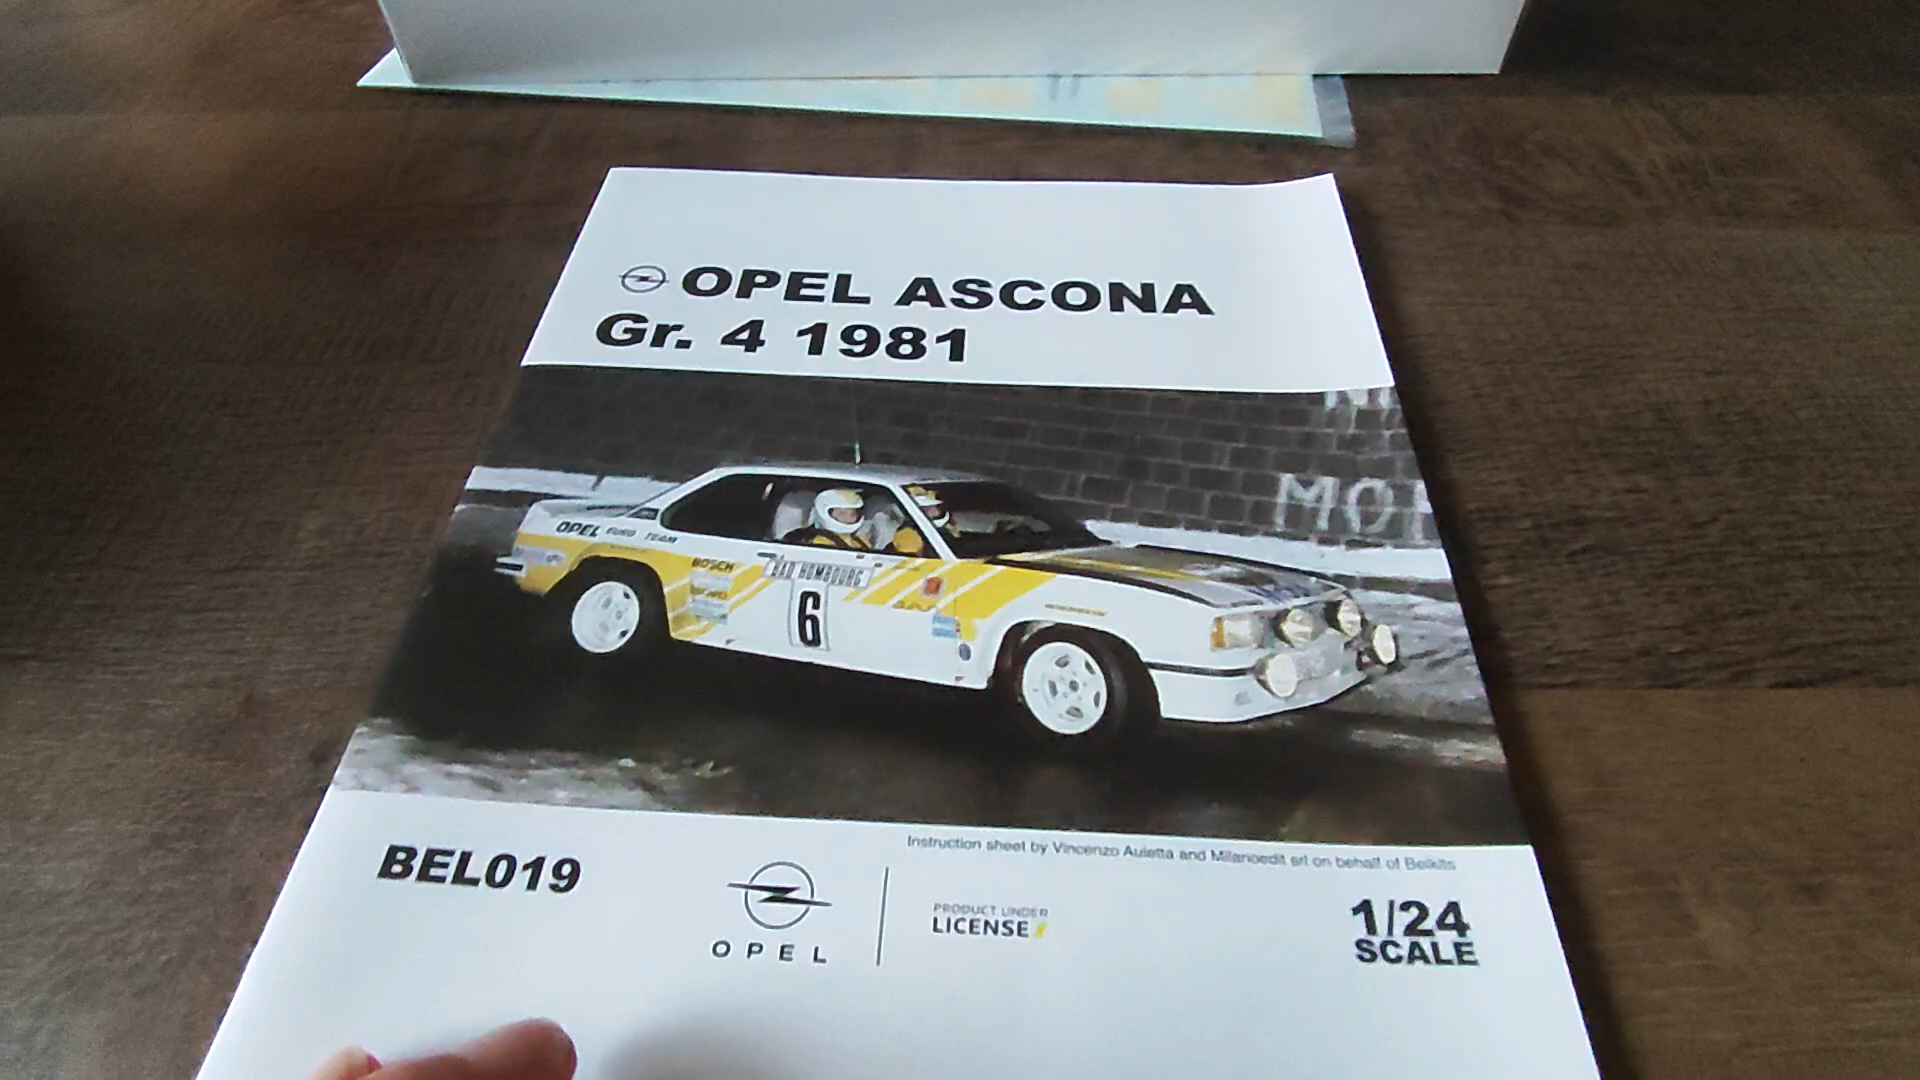 OPEL ASCONA
Gr. 4 1981
MO
OPEL EURO TEAM
BOSCH
BAD HOMBOURG
6
Instruction sheet by Vincenzo Auletta and Milanoedit srl on behalf of Belkits
BEL019
OPEL
PRODUCT UNDER
LICENSE
1/24
SCALE